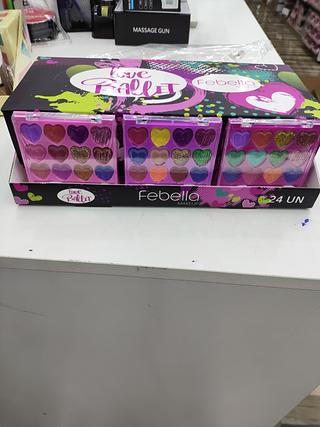 MASSAGE GUN
love
Ballet
Febella
love
Ballet
Febella
MAKEUP
24 UN